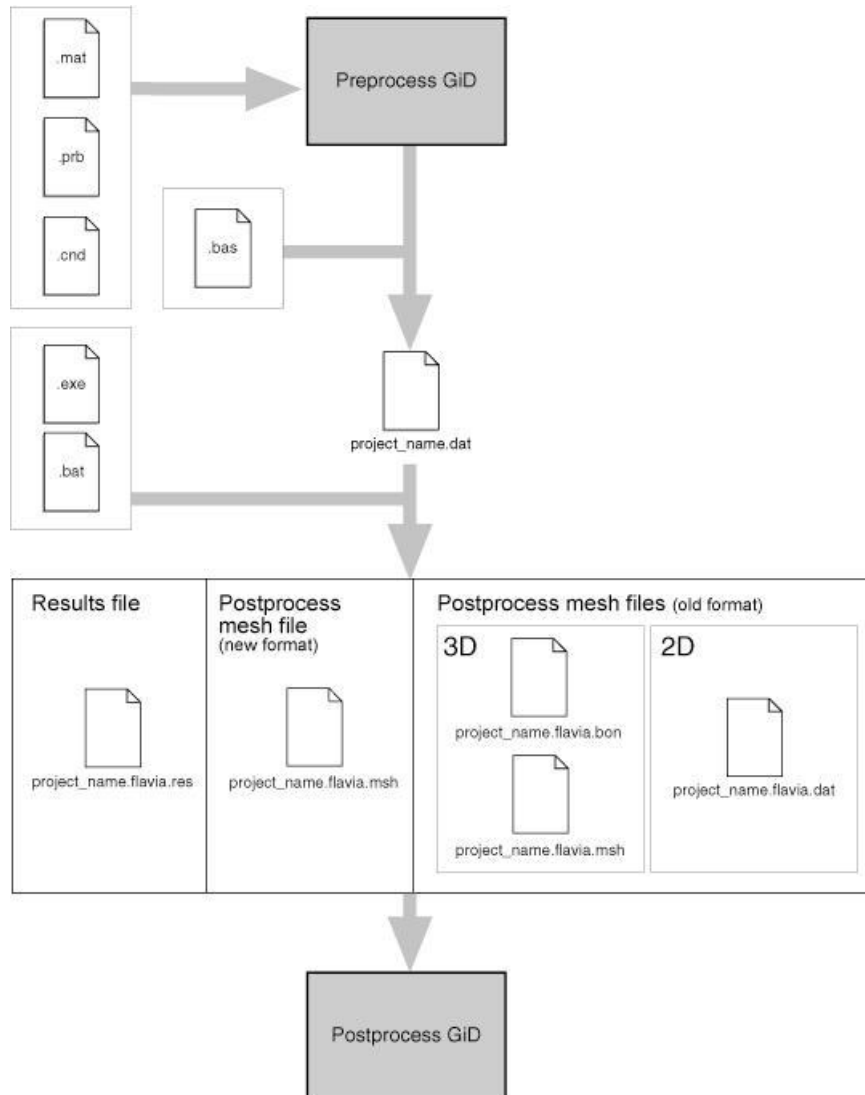 .mat
Preprocess GiD
.prb
.cnd
.bas
.exe
.bat
project_name.dat
Results file
project_name.flavia.res
Postprocess
mesh file
(new format)
project_name.flavia.msh
Postprocess mesh files (old format)
3D
project_name.flavia.bon
project_name.flavia.msh
2D
project_name.flavia.dat
Postprocess GiD